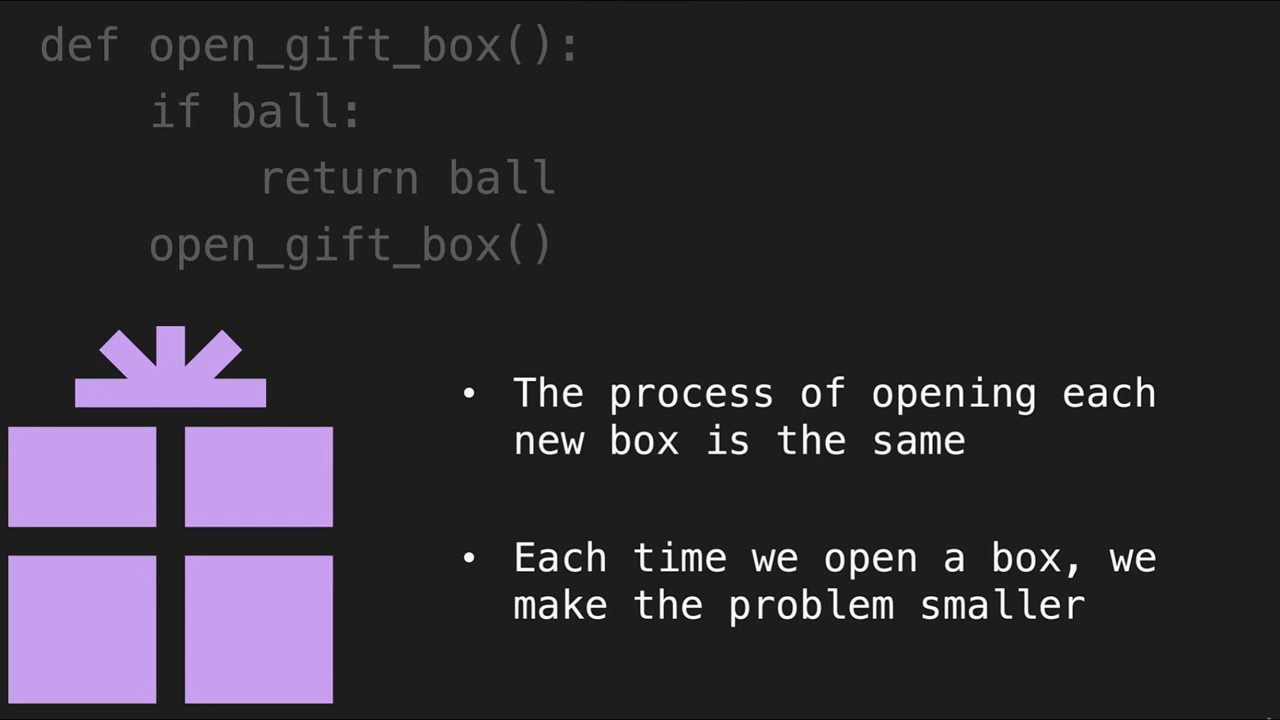 def open_gift_box():
    if ball:
        return ball
    open_gift_box()
• The process of opening each
new box is the same
• Each time we open a box, we
make the problem smaller